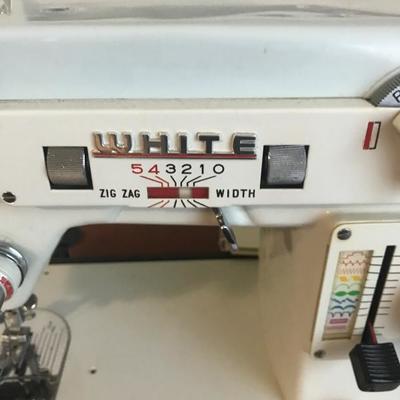 WHITE
543210
ZIG ZAG WIDTH